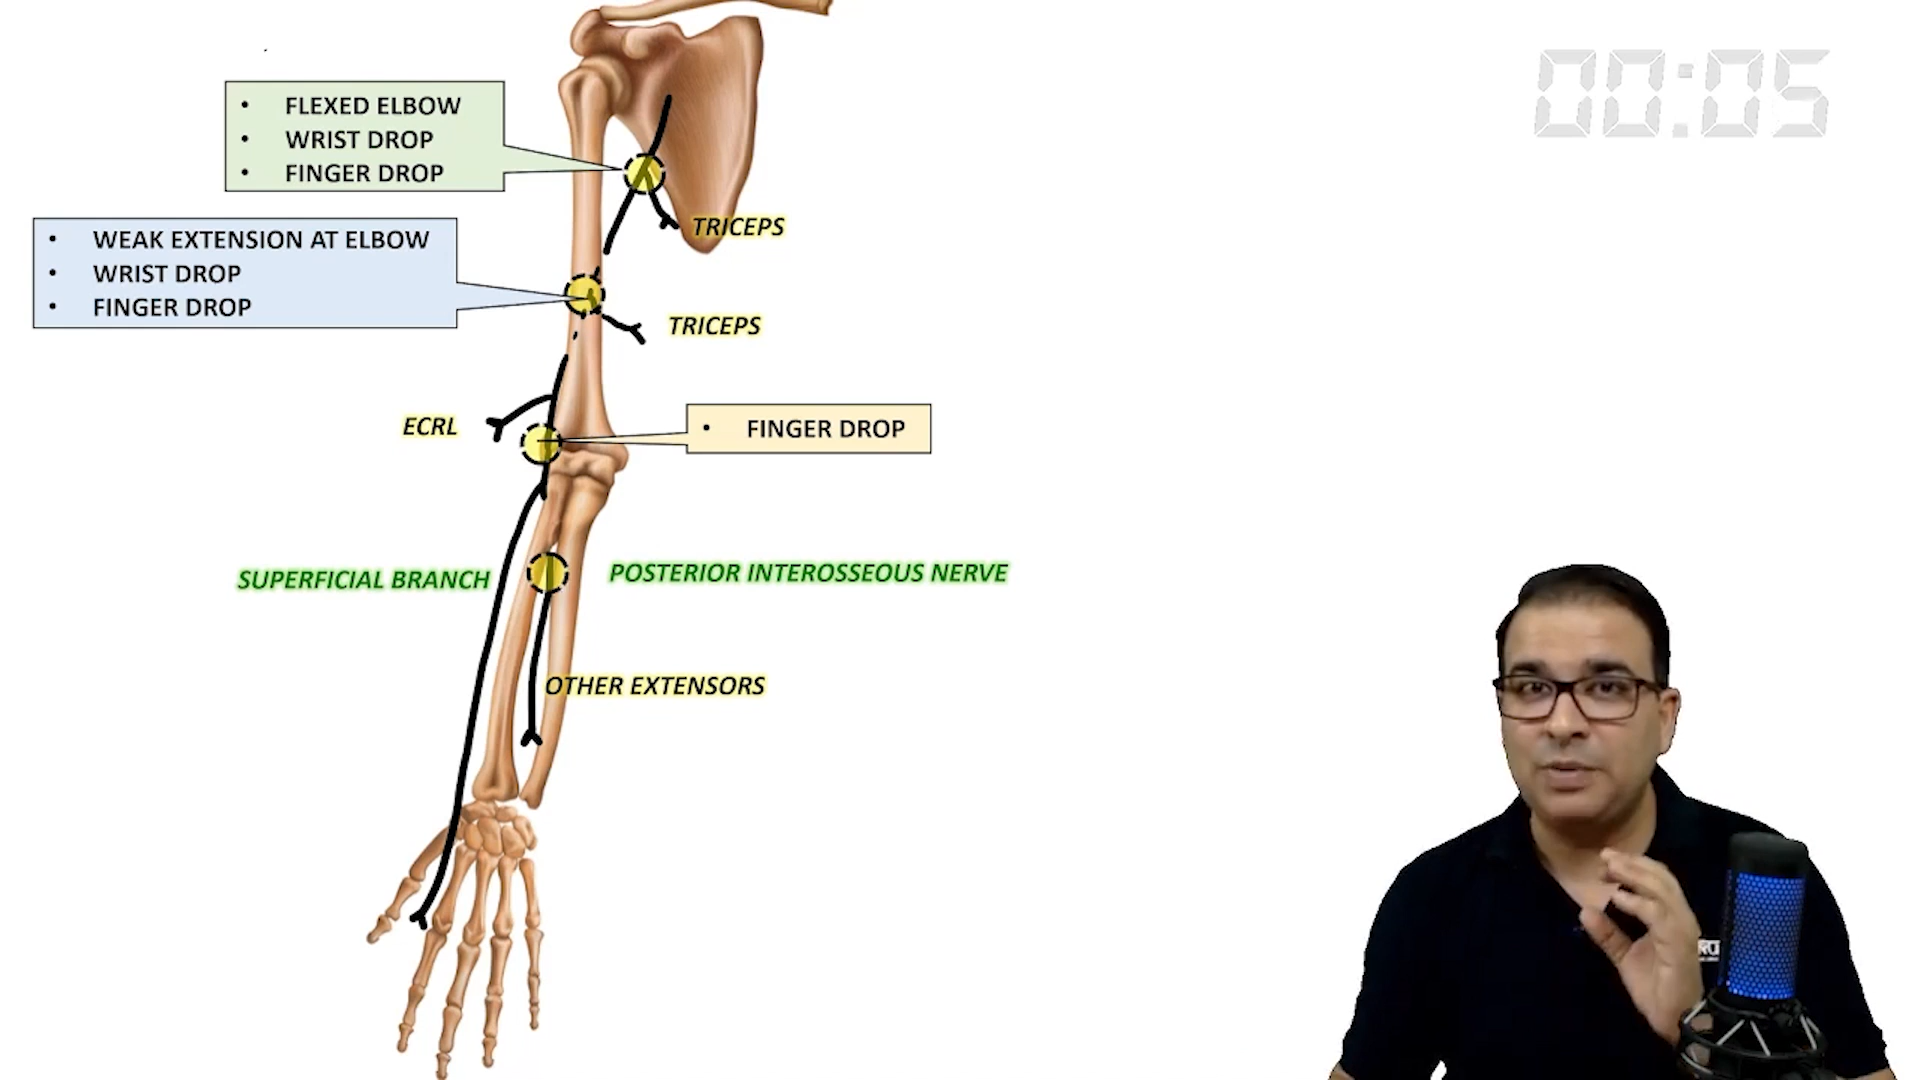 00:05
• FLEXED ELBOW
• WRIST DROP
• FINGER DROP
• WEAK EXTENSION AT ELBOW
• WRIST DROP
• FINGER DROP
TRICEPS
TRICEPS
ECRL
• FINGER DROP
SUPERFICIAL BRANCH
POSTERIOR INTEROSSEOUS NERVE
OTHER EXTENSORS